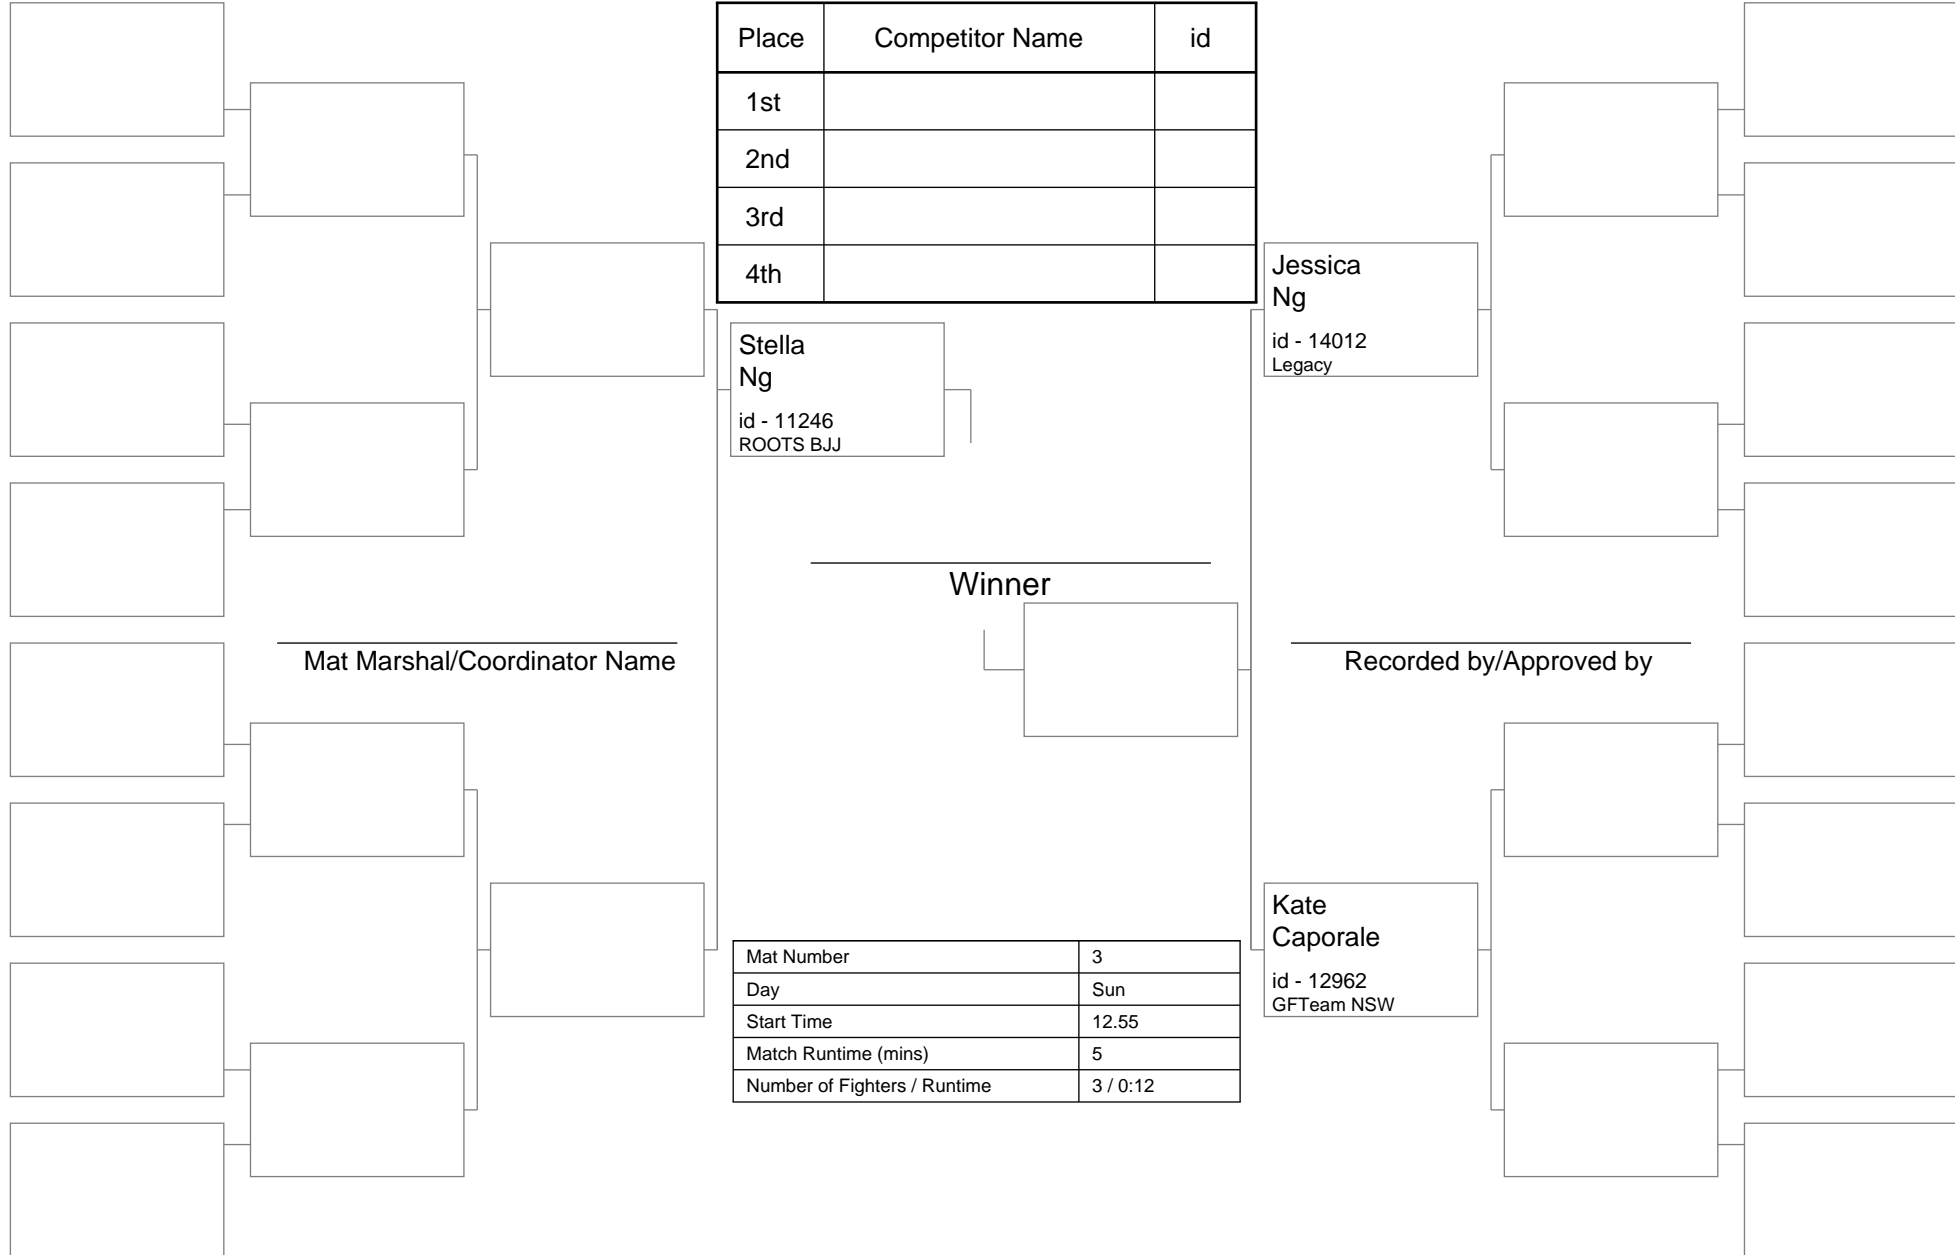 Place Competitor Name id
1st
2nd
3rd
4th
Stella
Ng
id - 11246
ROOTS BJJ
Jessica
Ng
id - 14012
Legacy
Winner
Mat Marshal/Coordinator Name
Recorded by/Approved by
Kate
Caporale
id - 12962
GFTeam NSW
Mat Number 3
Day Sun
Start Time 12.55
Match Runtime (mins) 5
Number of Fighters / Runtime 3 / 0:12